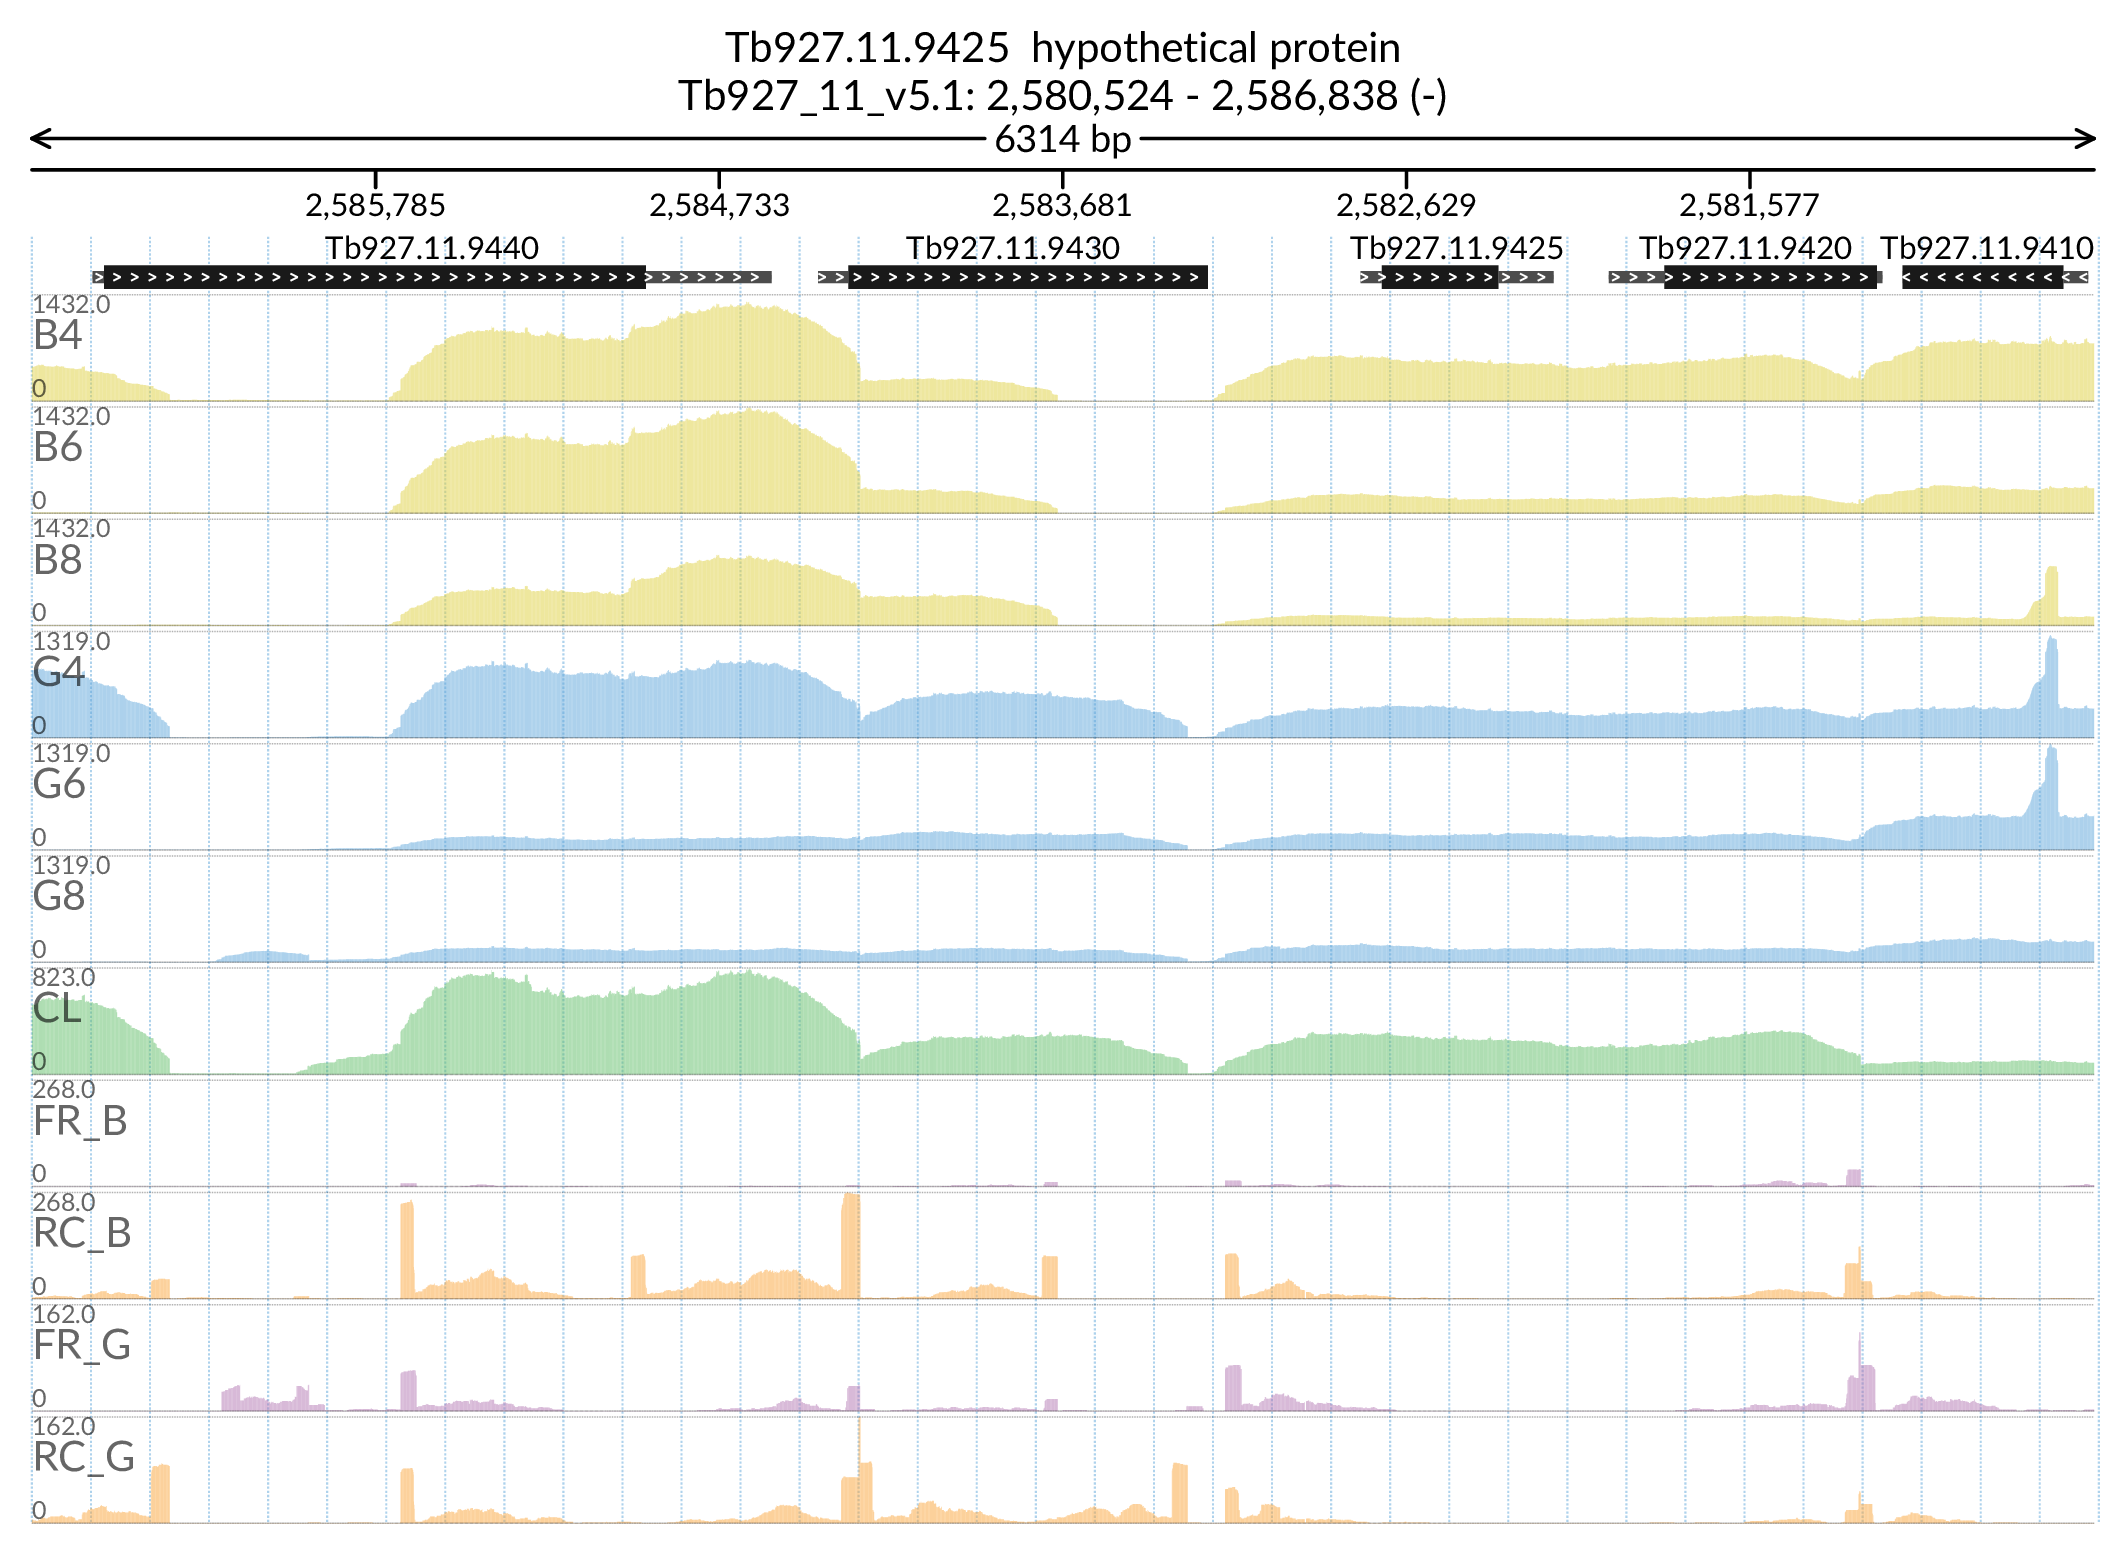 Tb927.11.9425  hypothetical protein
Tb927_11_v5.1: 2,580,524 - 2,586,838 (-)
6314 bp
2,585,785 2,584,733 2,583,681 2,582,629 2,581,577
Tb927.11.9440 Tb927.11.9430 Tb927.11.9425 Tb927.11.9420 Tb927.11.9410
1432.0
B4
0
1432.0
B6
0
1432.0
B8
0
1319.0
G4
0
1319.0
G6
0
1319.0
G8
0
823.0
CL
0
268.0
FR_B
0
268.0
RC_B
0
162.0
FR_G
0
162.0
RC_G
0